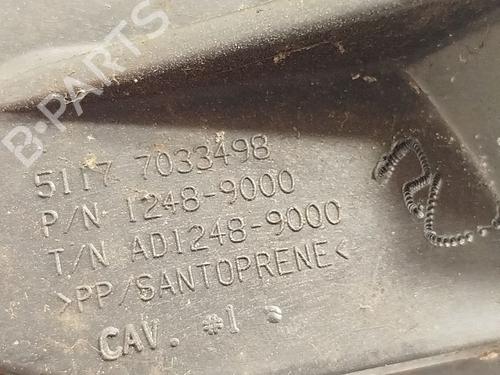 B-PARTS
5117 7033498
P/N 1248-9000
T/N AD1248-9000
>PP/SANTOPRENE<
CAV. *1